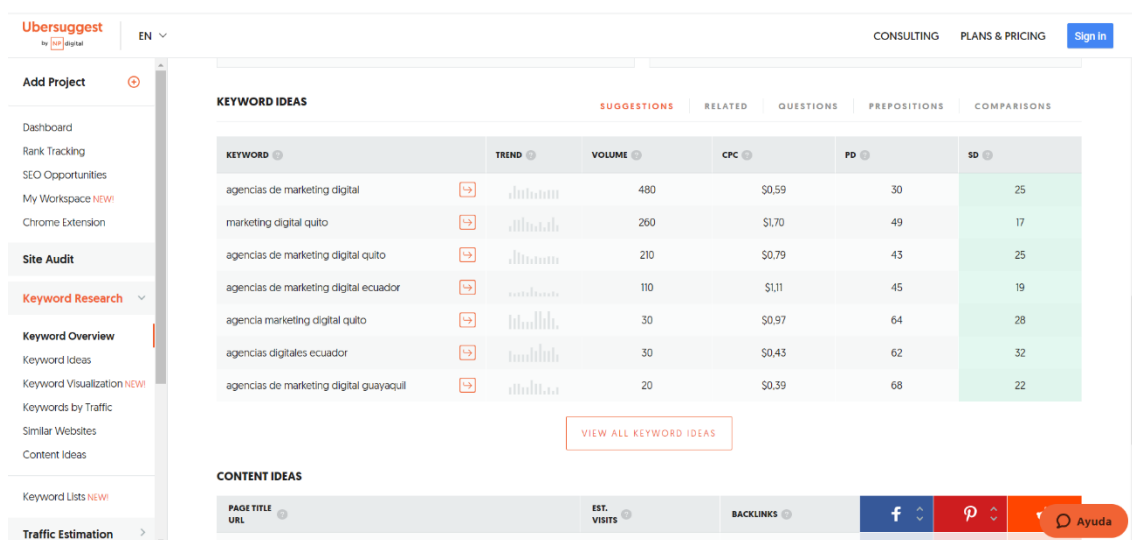 Ubersuggest
by NP digital
EN
CONSULTING
PLANS & PRICING
Sign in
Add Project
Dashboard
Rank Tracking
SEO Opportunities
My Workspace NEW!
Chrome Extension
Site Audit
Keyword Research
Keyword Overview
Keyword Ideas
Keyword Visualization NEW!
Keywords by Traffic
Similar Websites
Content Ideas
Keyword Lists NEW!
Traffic Estimation
KEYWORD IDEAS
SUGGESTIONS RELATED QUESTIONS PREPOSITIONS COMPARISONS
KEYWORD ? TREND ? VOLUME ? CPC ? PD ? SD ?
agencias de marketing digital 480 $0,59 30 25
marketing digital quito 260 $1,70 49 17
agencias de marketing digital quito 210 $0,79 43 25
agencias de marketing digital ecuador 110 $1,11 45 19
agencia marketing digital quito 30 $0,97 64 28
agencias digitales ecuador 30 $0,43 62 32
agencias de marketing digital guayaquil 20 $0,39 68 22
VIEW ALL KEYWORD IDEAS
CONTENT IDEAS
PAGE TITLE ?
URL
EST. ?
VISITS
BACKLINKS ?
Ayuda